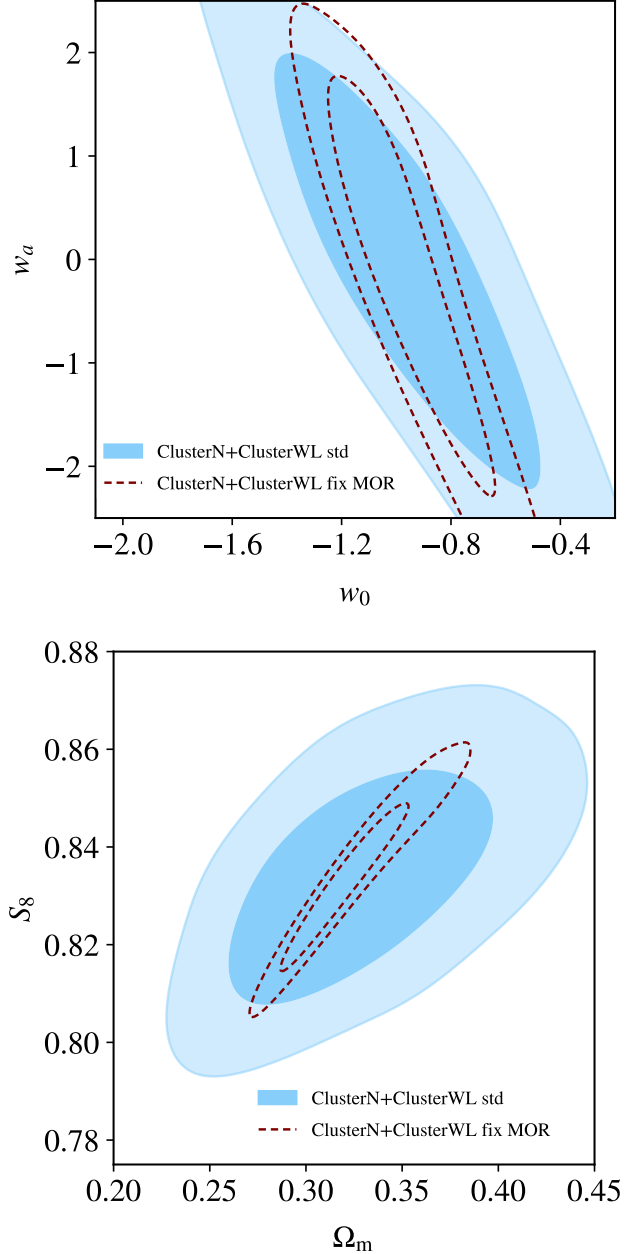 2
1
0
−1
−2
w_a
ClusterN+ClusterWL std
ClusterN+ClusterWL fix MOR
−2.0 −1.6 −1.2 −0.8 −0.4
w_0
0.88
0.86
0.84
0.82
0.80
0.78
S_8
ClusterN+ClusterWL std
ClusterN+ClusterWL fix MOR
0.20 0.25 0.30 0.35 0.40 0.45
Ω_m